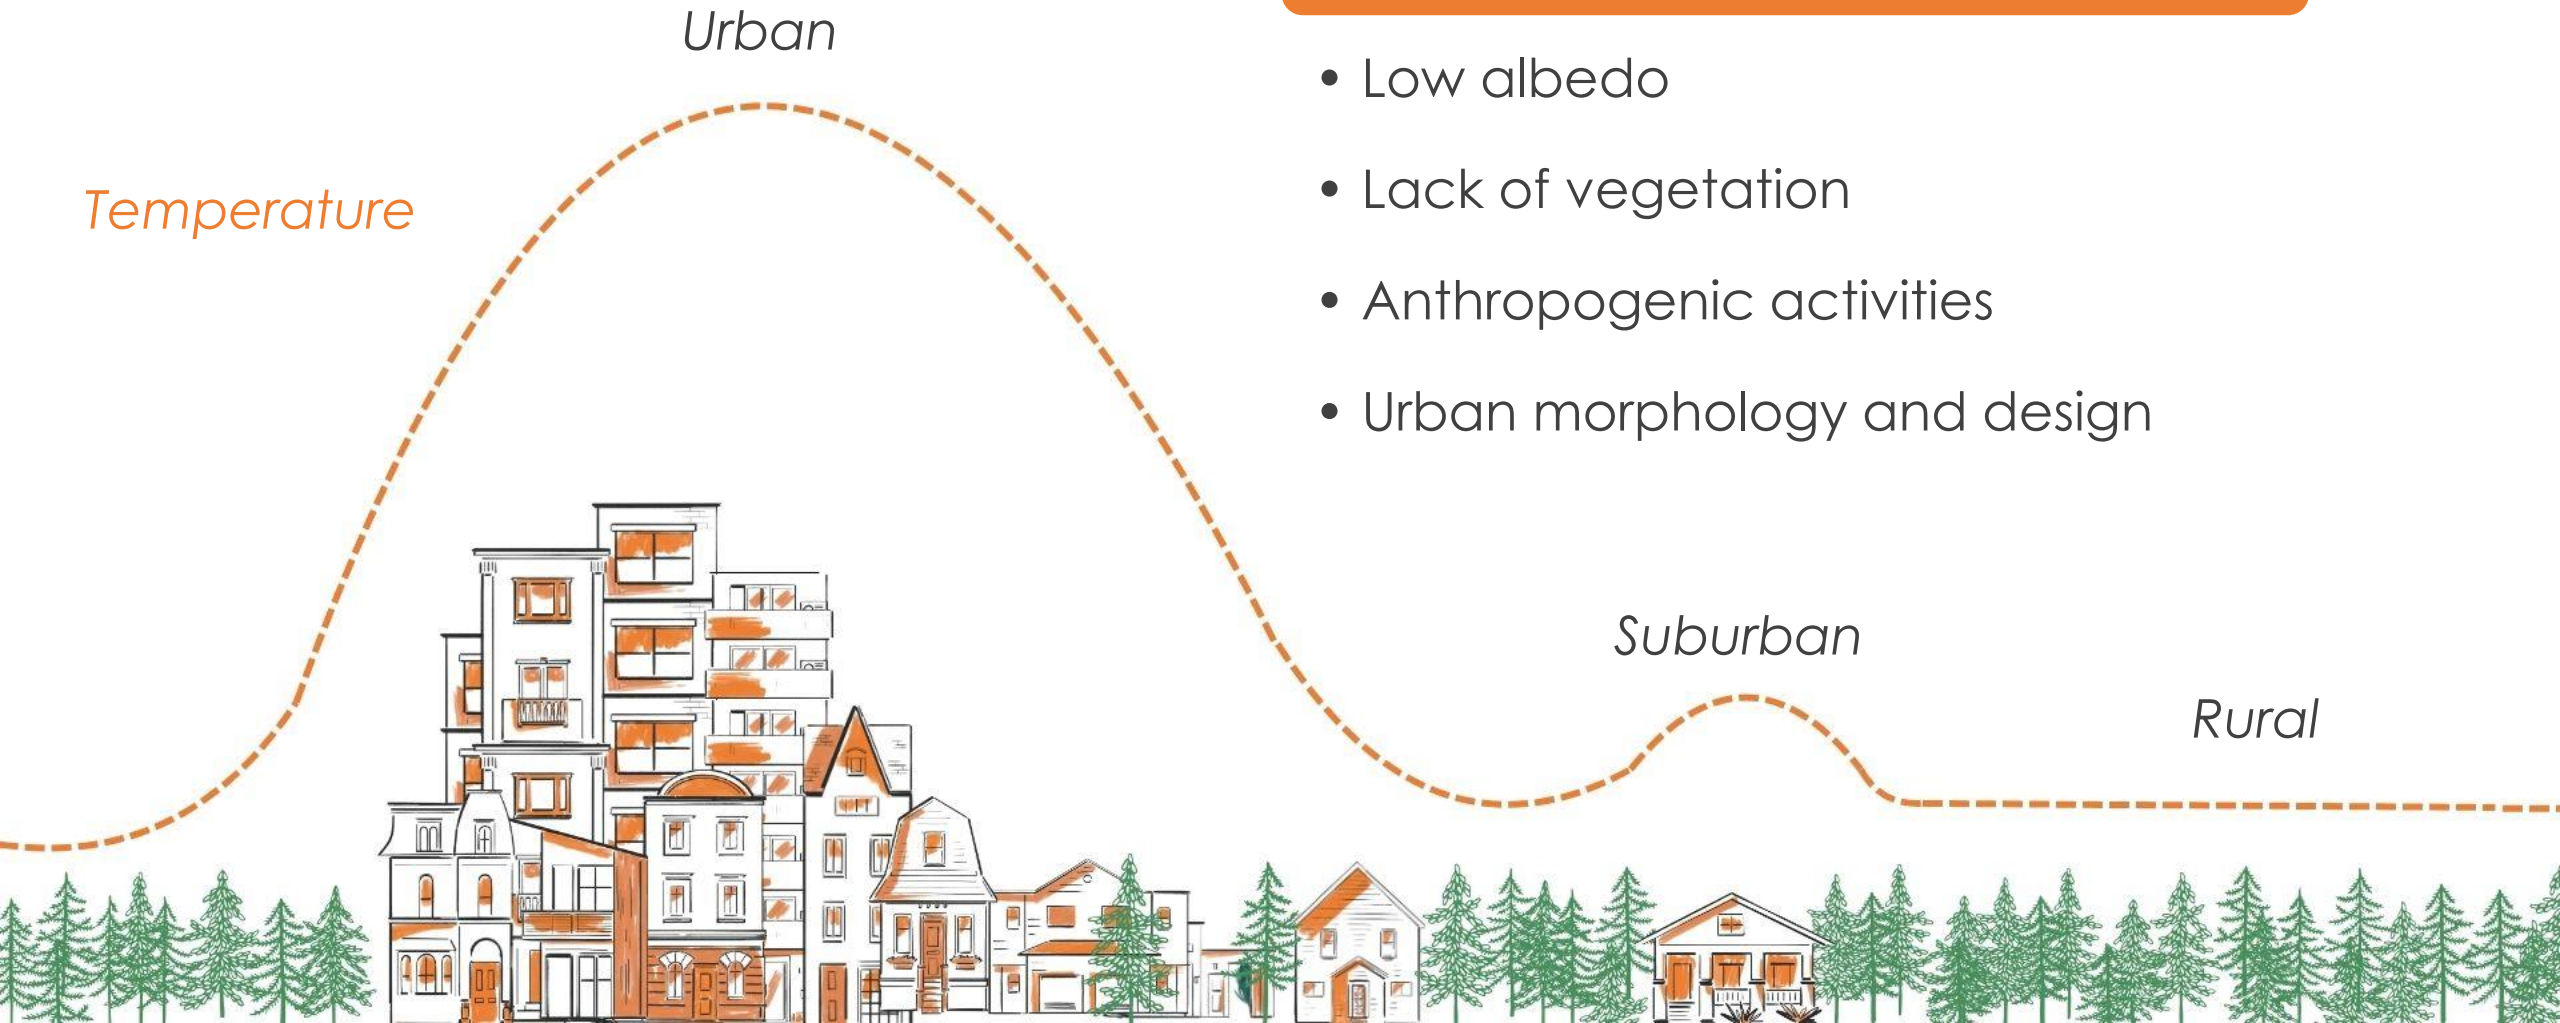 Urban
Temperature
• Low albedo
• Lack of vegetation
• Anthropogenic activities
• Urban morphology and design
Suburban
Rural